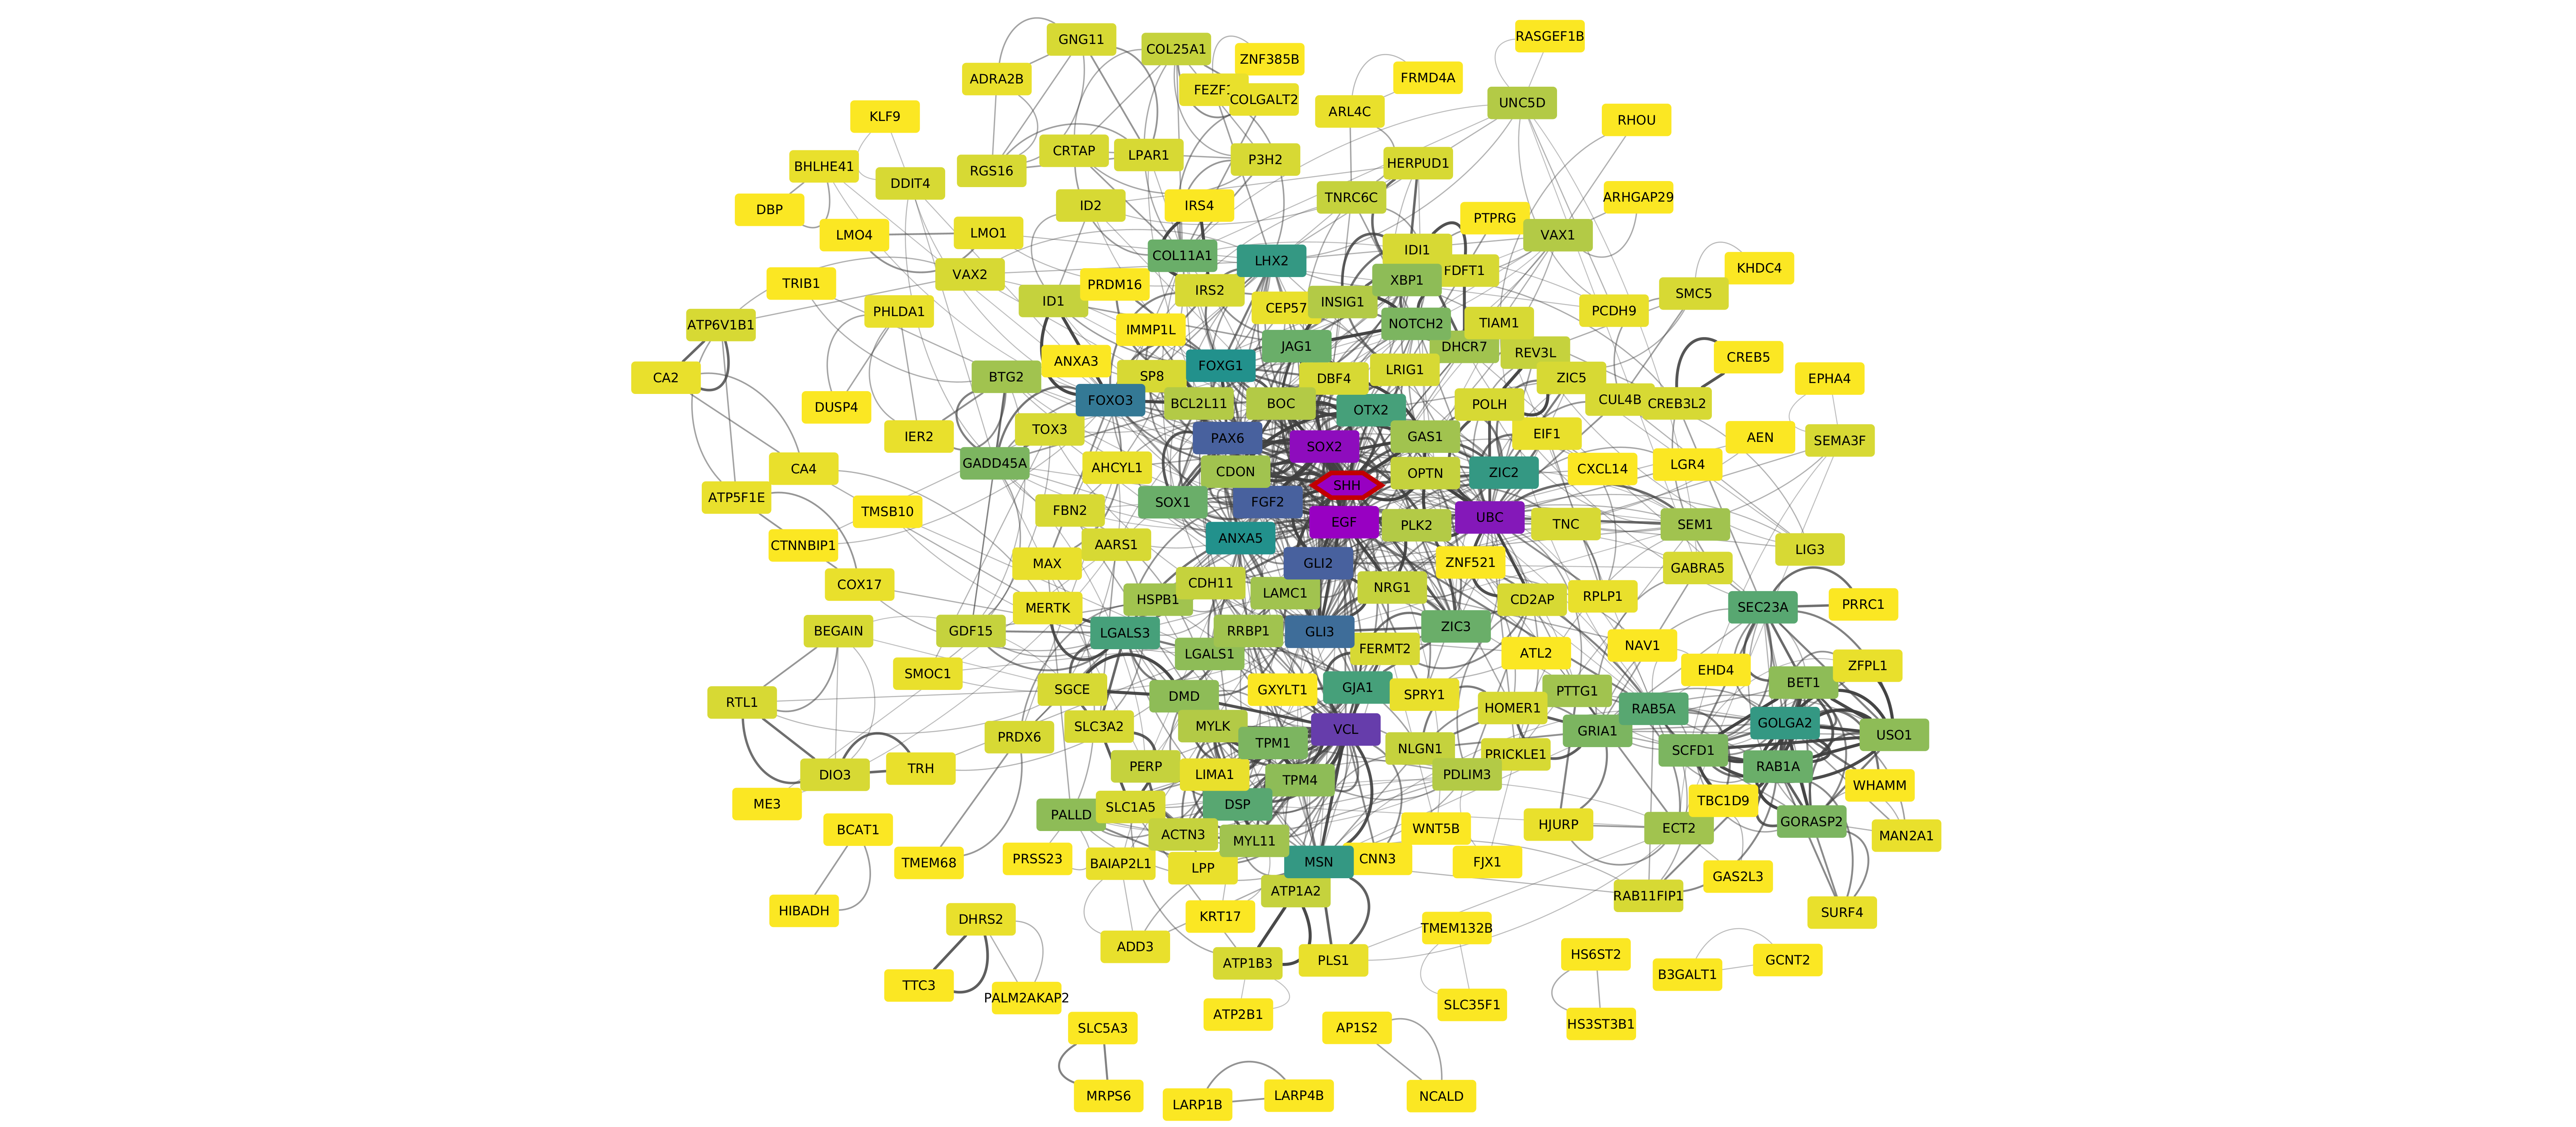 RASGEF1B
GNG11
COL25A1
ZNF385B
FRMD4A
ADRA2B
COLGALT2
UNC5D
ARL4C
KLF9
RHOU
CRTAP
LPAR1
P3H2
HERPUD1
BHLHE41
RGS16
DDIT4
TNRC6C
ARHGAP29
ID2
IRS4
DBP
PTPRG
LMO4
LMO1
VAX1
IDI1
COL11A1
LHX2
KHDC4
FDFT1
VAX2
XBP1
TRIB1
PRDM16
IRS2
SMC5
ID1
INSIG1
CEP57
PHLDA1
PCDH9
ATP6V1B1
NOTCH2
TIAM1
IMMP1L
JAG1
DHCR7
REV3L
CREB5
ANXA3
FOXG1
LRIG1
CA2
BTG2
SP8
DBF4
ZIC5
EPHA4
FOXO3
BCL2L11
BOC
POLH
CUL4B
CREB3L2
DUSP4
OTX2
TOX3
IER2
PAX6
GAS1
EIF1
AEN
SEMA3F
SOX2
GADD45A
AHCYL1
CDON
OPTN
ZIC2
CXCL14
LGR4
CA4
SHH
ATP5F1E
SOX1
FGF2
TMSB10
FBN2
EGF
PLK2
UBC
TNC
SEM1
ANXA5
CTNNBIP1
AARS1
LIG3
MAX
GLI2
ZNF521
GABRA5
COX17
CDH11
NRG1
HSPB1
LAMC1
CD2AP
RPLP1
MERTK
SEC23A
PRRC1
BEGAIN
GDF15
LGALS3
RRBP1
GLI3
ZIC3
NAV1
LGALS1
FERMT2
ATL2
ZFPL1
SMOC1
EHD4
BET1
SGCE
DMD
GXYLT1
GJA1
SPRY1
PTTG1
RTL1
HOMER1
RAB5A
SLC3A2
MYLK
VCL
GOLGA2
GRIA1
USO1
PRDX6
TPM1
NLGN1
PRICKLE1
SCFD1
TRH
PERP
RAB1A
DIO3
LIMA1
TPM4
PDLIM3
WHAMM
ME3
DSP
TBC1D9
SLC1A5
PALLD
GORASP2
BCAT1
ACTN3
WNT5B
HJURP
ECT2
MAN2A1
MYL11
TMEM68
PRSS23
BAIAP2L1
LPP
MSN
CNN3
FJX1
GAS2L3
ATP1A2
RAB11FIP1
HIBADH
KRT17
SURF4
DHRS2
TMEM132B
ADD3
HS6ST2
ATP1B3
PLS1
GCNT2
B3GALT1
TTC3
PALM2AKAP2
SLC35F1
ATP2B1
HS3ST3B1
SLC5A3
AP1S2
MRPS6
LARP1B
LARP4B
NCALD